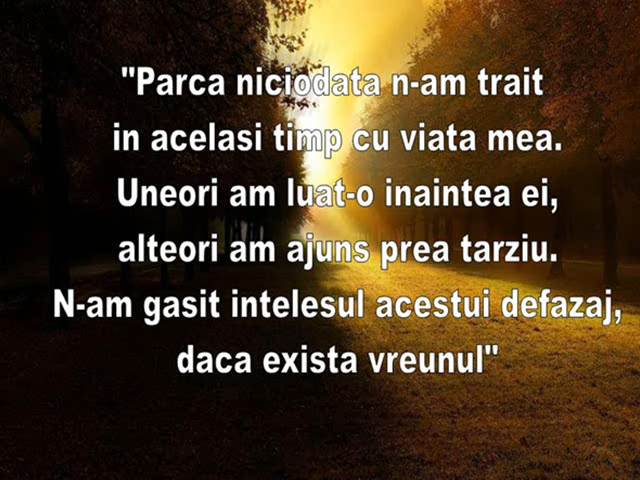 "Parca niciodata n-am trait
in acelasi timp cu viata mea.
Uneori am luat-o inaintea ei,
alteori am ajuns prea tarziu.
N-am gasit intelesul acestui defazaj,
daca exista vreunul"